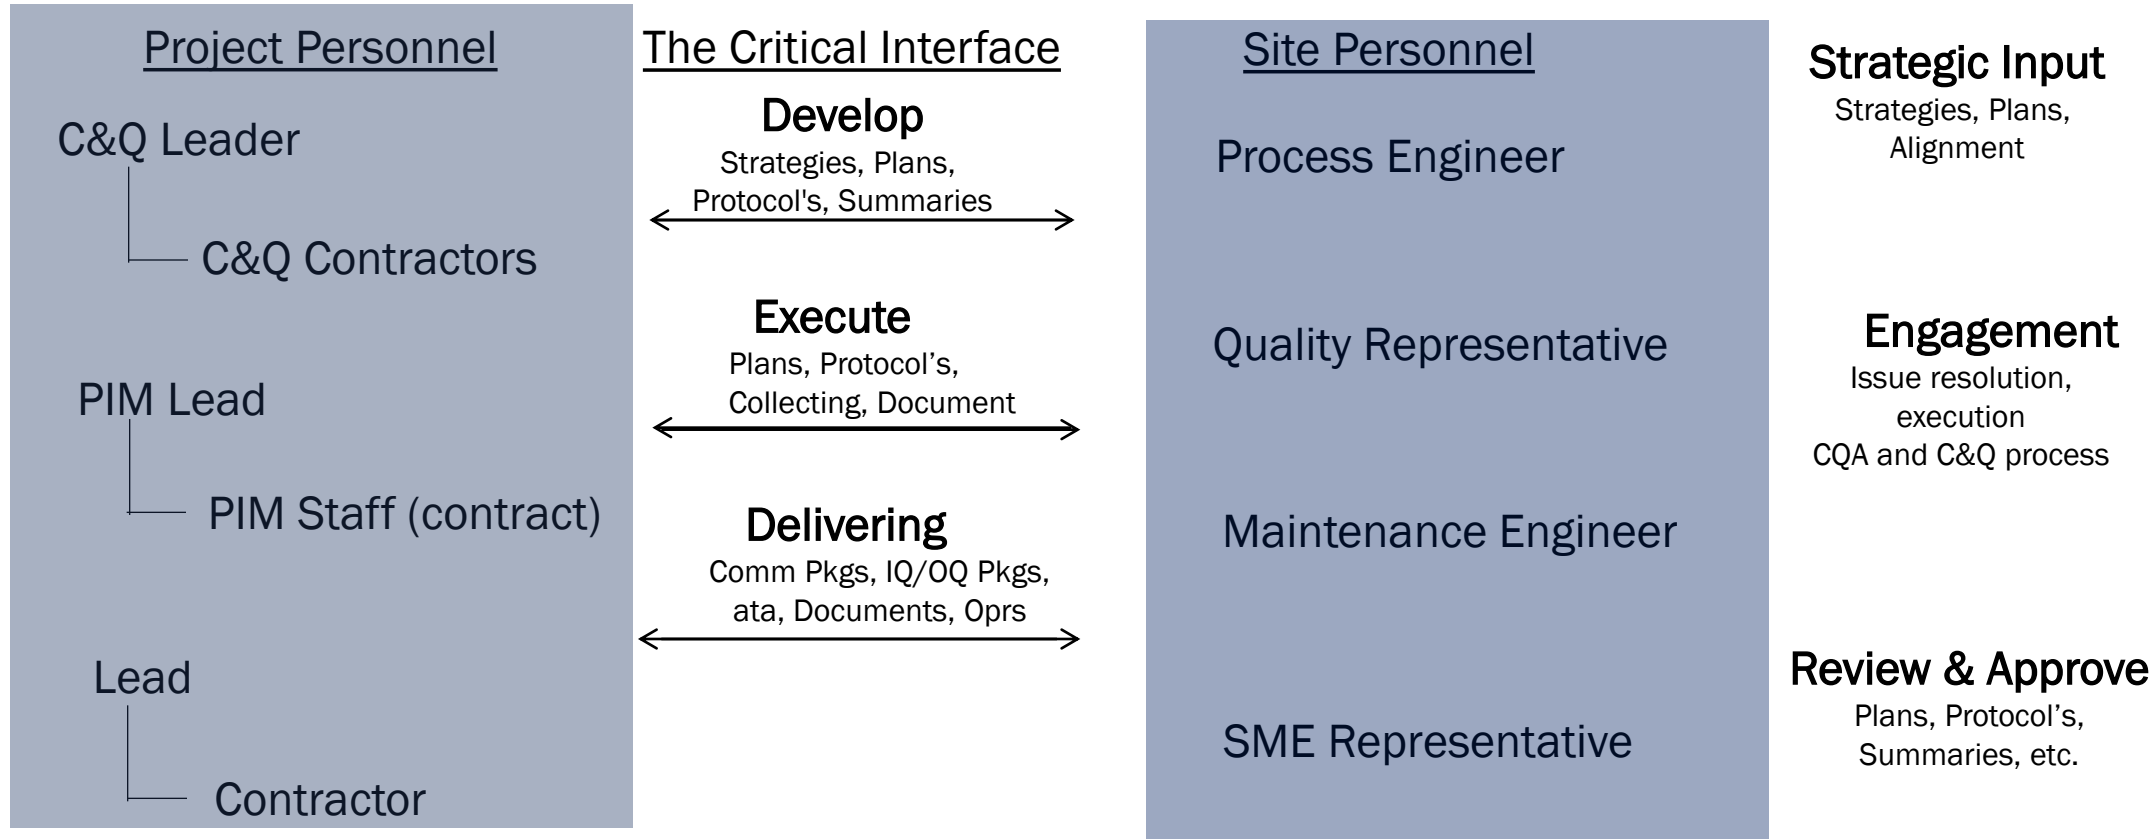 Project Personnel
C&Q Leader
C&Q Contractors
PIM Lead
PIM Staff (contract)
Lead
Contractor
The Critical Interface
Develop
Strategies, Plans,
Protocol's, Summaries
Execute
Plans, Protocol’s,
Collecting, Document
Delivering
Comm Pkgs, IQ/OQ Pkgs,
ata, Documents, Oprs
Site Personnel
Process Engineer
Quality Representative
Maintenance Engineer
SME Representative
Strategic Input
Strategies, Plans,
Alignment
Engagement
Issue resolution,
execution
CQA and C&Q process
Review & Approve
Plans, Protocol’s,
Summaries, etc.